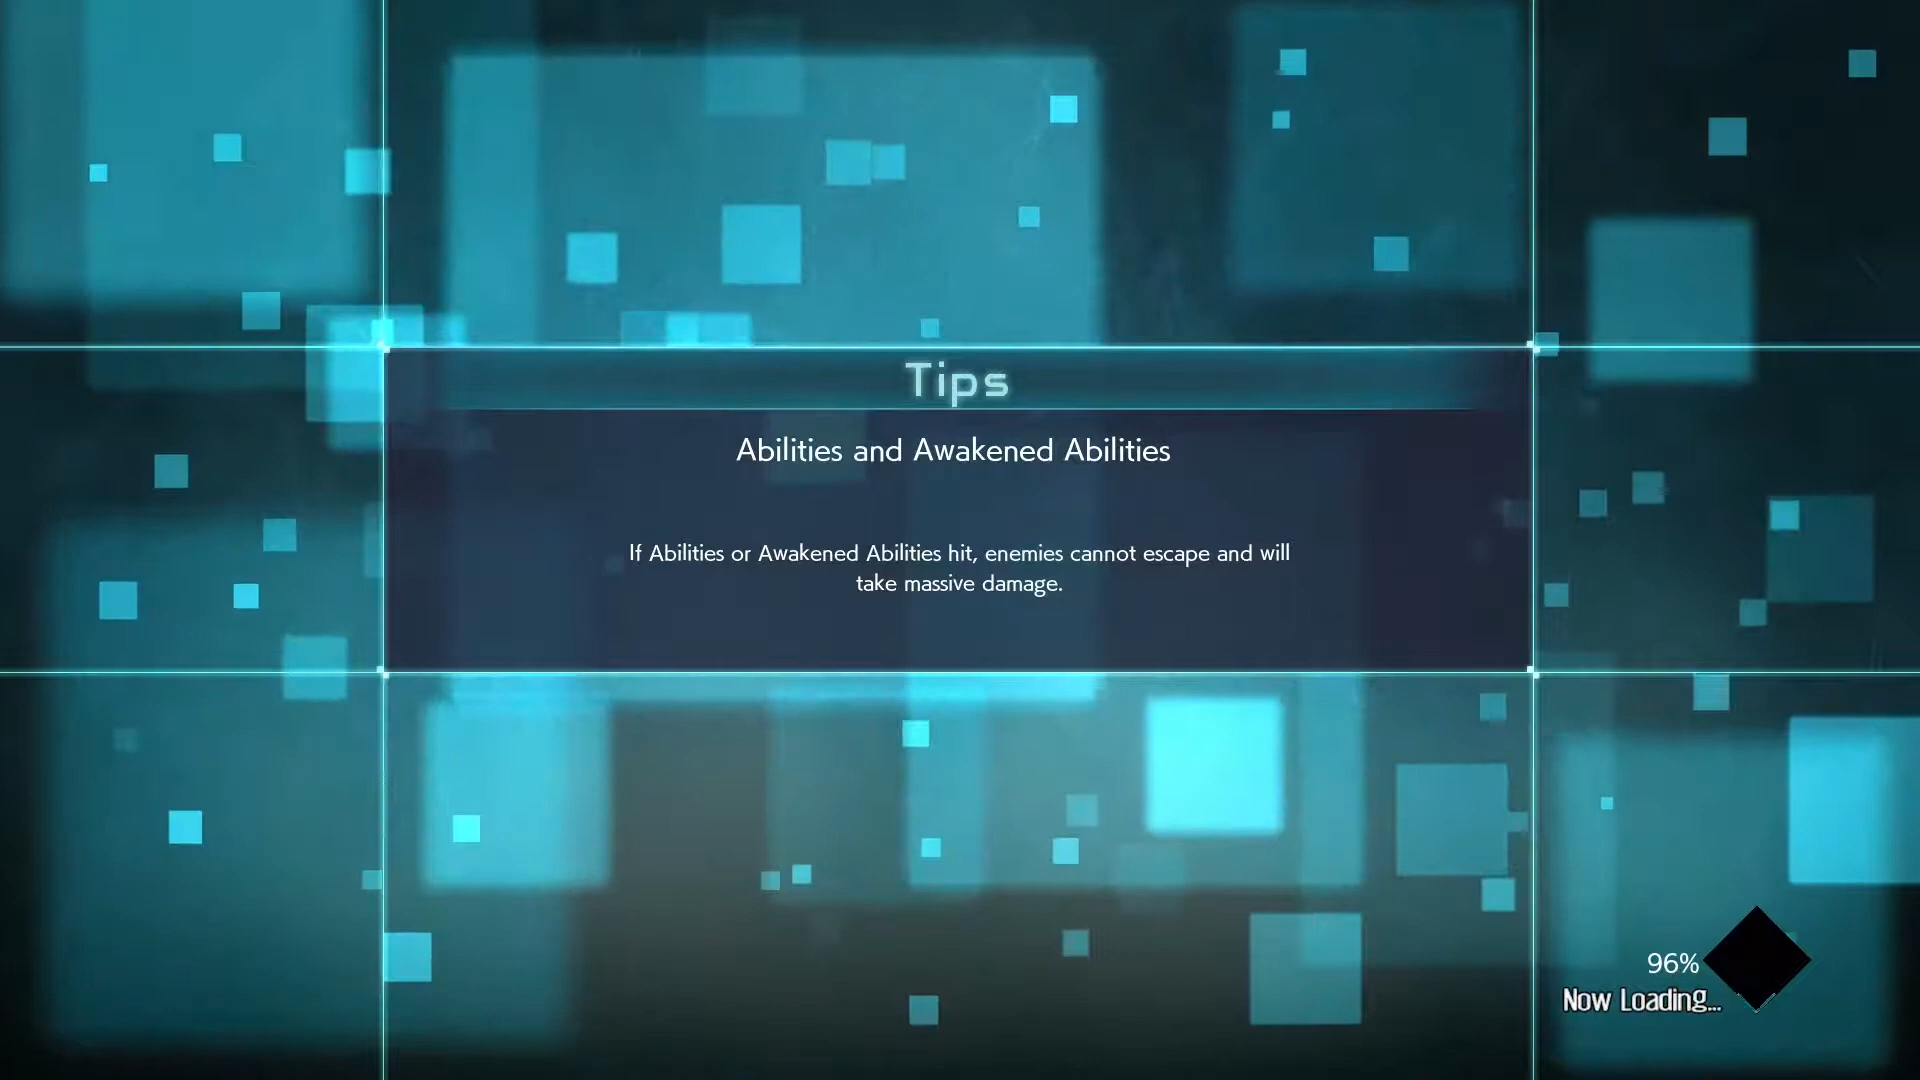 Tips
Abilities and Awakened Abilities
If Abilities or Awakened Abilities hit, enemies cannot escape and will
take massive damage.
96%
Now Loading...